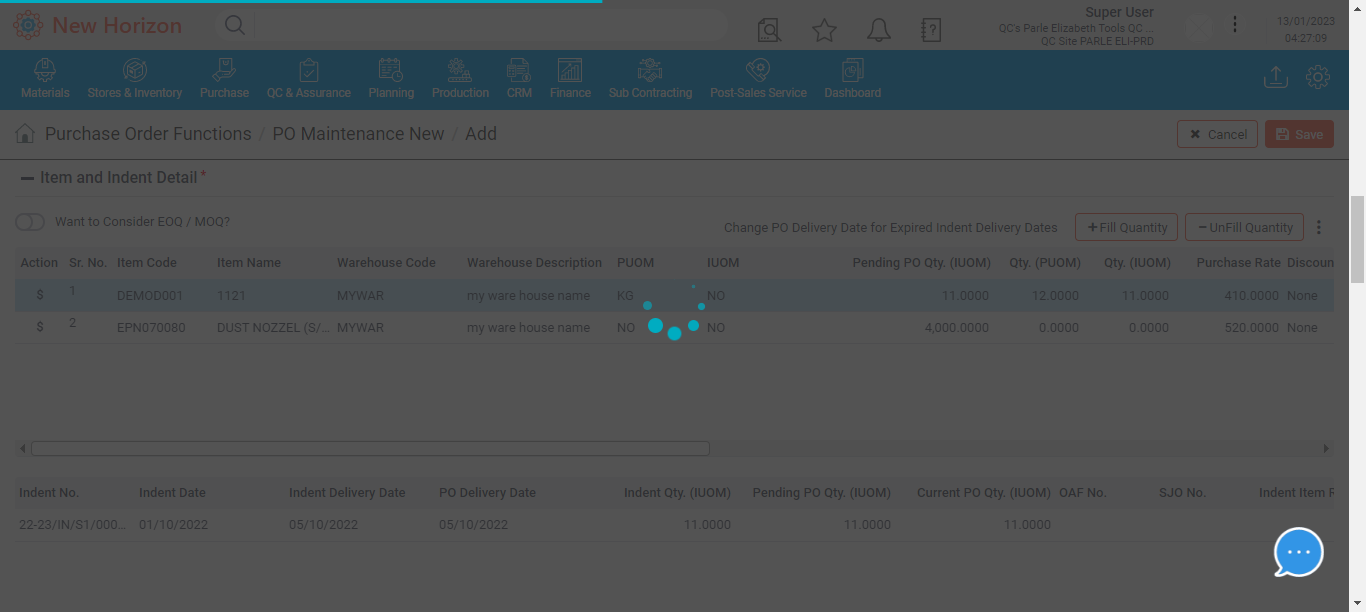 New Horizon
Super User
QC's Parle Elizabeth Tools QC ...
QC Site PARLE ELI-PRD
13/01/2023
04:27:09
Materials Stores & Inventory Purchase QC & Assurance Planning Production CRM Finance Sub Contracting Post-Sales Service Dashboard
Purchase Order Functions / PO Maintenance New / Add
✖ Cancel Save
Item and Indent Detail *
Want to Consider EOQ / MOQ?
Change PO Delivery Date for Expired Indent Delivery Dates + Fill Quantity − UnFill Quantity
Action Sr. No. Item Code Item Name Warehouse Code Warehouse Description PUOM IUOM Pending PO Qty. (IUOM) Qty. (PUOM) Qty. (IUOM) Purchase Rate Discoun
$ 1 DEMOD001 1121 MYWAR my ware house name KG NO 11.0000 12.0000 11.0000 410.0000 None
$ 2 EPN070080 DUST NOZZEL (S/... MYWAR my ware house name NO NO 4,000.0000 0.0000 0.0000 520.0000 None
Indent No. Indent Date Indent Delivery Date PO Delivery Date Indent Qty. (IUOM) Pending PO Qty. (IUOM) Current PO Qty. (IUOM) OAF No. SJO No. Indent Item R
22-23/IN/S1/000... 01/10/2022 05/10/2022 05/10/2022 11.0000 11.0000 11.0000